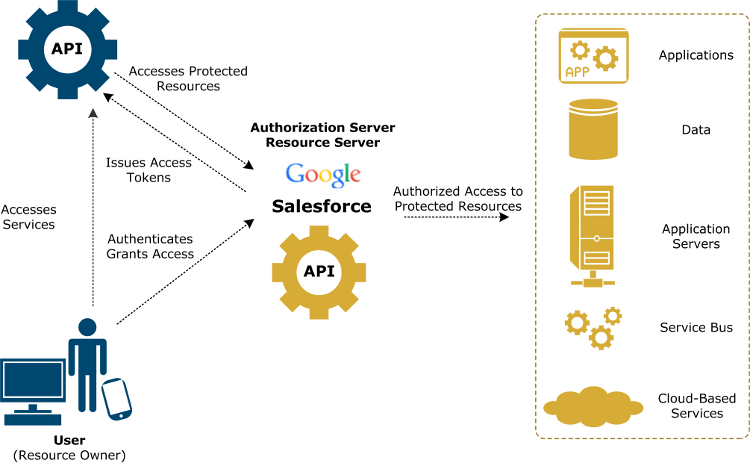 API
Accesses Protected
Resources
Authorization Server
Resource Server
Google
Salesforce
API
Issues Access
Tokens
Accesses
Services
Authenticates
Grants Access
User
(Resource Owner)
Authorized Access to
Protected Resources
APP
Applications
Data
Application
Servers
Service Bus
Cloud-Based
Services